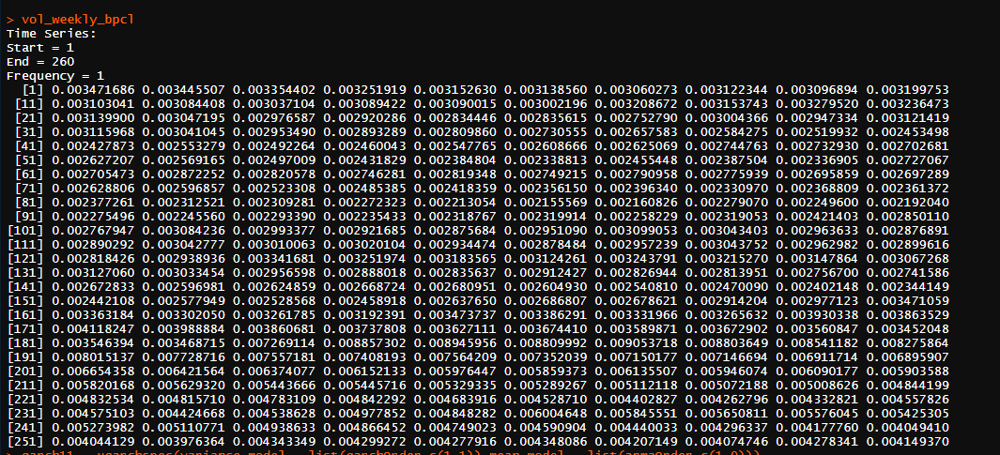 > vol_weekly_bpcl
Time Series:
Start = 1
End = 260
Frequency = 1
[1] 0.003471686 0.003445507 0.003354402 0.003251919 0.003152630 0.003138560 0.003060273 0.003122344 0.003096894 0.003199753
[11] 0.003103041 0.003084408 0.003037104 0.003089422 0.003090015 0.003002196 0.003208672 0.003153743 0.003279520 0.003236473
[21] 0.003139900 0.003047195 0.002976587 0.002920286 0.002834446 0.002835615 0.002752790 0.003004366 0.002947334 0.003121419
[31] 0.003115968 0.003041045 0.002953490 0.002893289 0.002809860 0.002730555 0.002657583 0.002584275 0.002519932 0.002453498
[41] 0.002427873 0.002553279 0.002492264 0.002460043 0.002547765 0.002608666 0.002625069 0.002744763 0.002732930 0.002702681
[51] 0.002627207 0.002569165 0.002497009 0.002431829 0.002384804 0.002338813 0.002455448 0.002387504 0.002336905 0.002727067
[61] 0.002705473 0.002872252 0.002820578 0.002746281 0.002819348 0.002749215 0.002790958 0.002775939 0.002695859 0.002697289
[71] 0.002628806 0.002596857 0.002523308 0.002485385 0.002418359 0.002356150 0.002396340 0.002330970 0.002368809 0.002361372
[81] 0.002377261 0.002312521 0.002309281 0.002272323 0.002213054 0.002155569 0.002160826 0.002279070 0.002249600 0.002192040
[91] 0.002275496 0.002245560 0.002293390 0.002235433 0.002318767 0.002319914 0.002258229 0.002319053 0.002421403 0.002850110
[101] 0.002767947 0.003084236 0.002993377 0.002921685 0.002875684 0.002951090 0.003099053 0.003043403 0.002963633 0.002876891
[111] 0.002890292 0.003042777 0.003010063 0.003020104 0.002934474 0.002878484 0.002957239 0.003043752 0.002962982 0.002899616
[121] 0.002818426 0.002938936 0.003341681 0.003251974 0.003183565 0.003124261 0.003243791 0.003215270 0.003147864 0.003067268
[131] 0.003127060 0.003033454 0.002956598 0.002888018 0.002835637 0.002912427 0.002826944 0.002813951 0.002756700 0.002741586
[141] 0.002672833 0.002596981 0.002624859 0.002668724 0.002680951 0.002604930 0.002540810 0.002470090 0.002402148 0.002344149
[151] 0.002442108 0.002577949 0.002528568 0.002458918 0.002637650 0.002686807 0.002678621 0.002914204 0.002977123 0.003471059
[161] 0.003363184 0.003302050 0.003261785 0.003192391 0.003473737 0.003386291 0.003331966 0.003265632 0.003930338 0.003863529
[171] 0.004118247 0.003988884 0.003860681 0.003737808 0.003627111 0.003674410 0.003589871 0.003672902 0.003560847 0.003452048
[181] 0.003546394 0.003468715 0.007269114 0.008857302 0.008945956 0.008809992 0.009053718 0.008803649 0.008541182 0.008275864
[191] 0.008015137 0.007728716 0.007557181 0.007408193 0.007564209 0.007352039 0.007150177 0.007146694 0.006911714 0.006895907
[201] 0.006654358 0.006421564 0.006374077 0.006152133 0.005976447 0.005859373 0.006135507 0.005946074 0.006090177 0.005903588
[211] 0.005820168 0.005629320 0.005443666 0.005445716 0.005329335 0.005289267 0.005112118 0.005072188 0.005008626 0.004844199
[221] 0.004832534 0.004815710 0.004783109 0.004842292 0.004683916 0.004528710 0.004402827 0.004262796 0.004332821 0.004557826
[231] 0.004575103 0.004424668 0.004538628 0.004977852 0.004848282 0.006004648 0.005845551 0.005650811 0.005576045 0.005425305
[241] 0.005273982 0.005110771 0.004938633 0.004866452 0.004749023 0.004590904 0.004440033 0.004296337 0.004177760 0.004049410
[251] 0.004044129 0.003976364 0.004343349 0.004299272 0.004277916 0.004348086 0.004207149 0.004074746 0.004278341 0.004149370